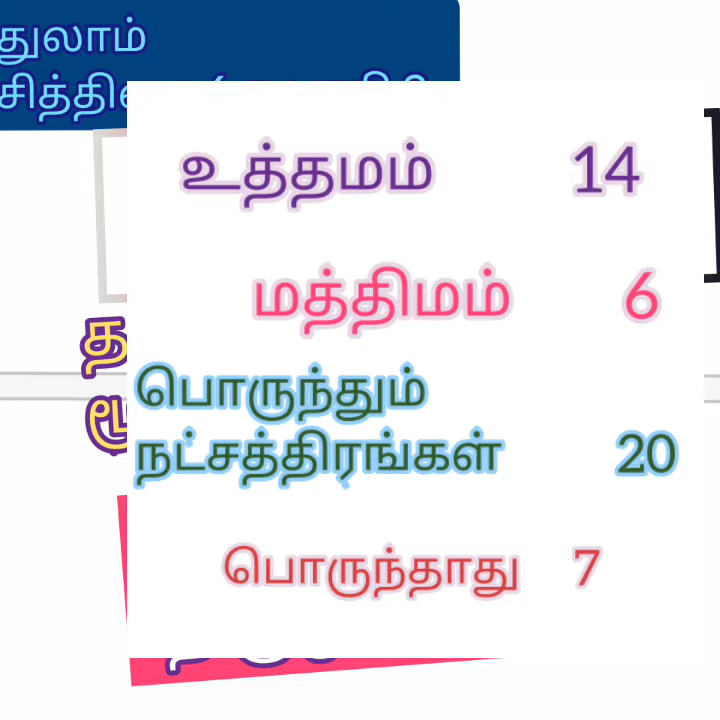 துலாம்
உத்தமம் 14
மத்திமம் 6
பொருந்தும்
நட்சத்திரங்கள் 20
பொருந்தாது 7